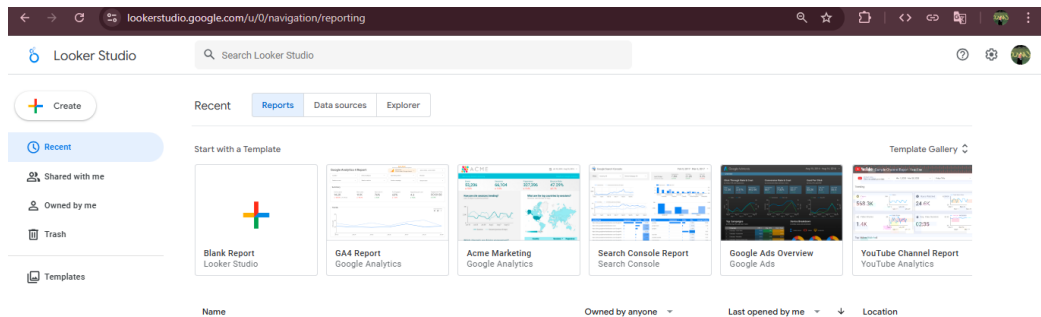 lookerstudio.google.com/u/0/navigation/reporting
Looker Studio
Search Looker Studio
Create
Recent
Shared with me
Owned by me
Trash
Templates
Recent
Reports
Data sources
Explorer
Start with a Template
Template Gallery
Blank Report
Looker Studio
GA4 Report
Google Analytics
ACME
Acme Marketing
Google Analytics
Search Console Report
Search Console
Google Ads Overview
Google Ads
YouTube Channel Report
YouTube Analytics
Name
Owned by anyone
Last opened by me
Location